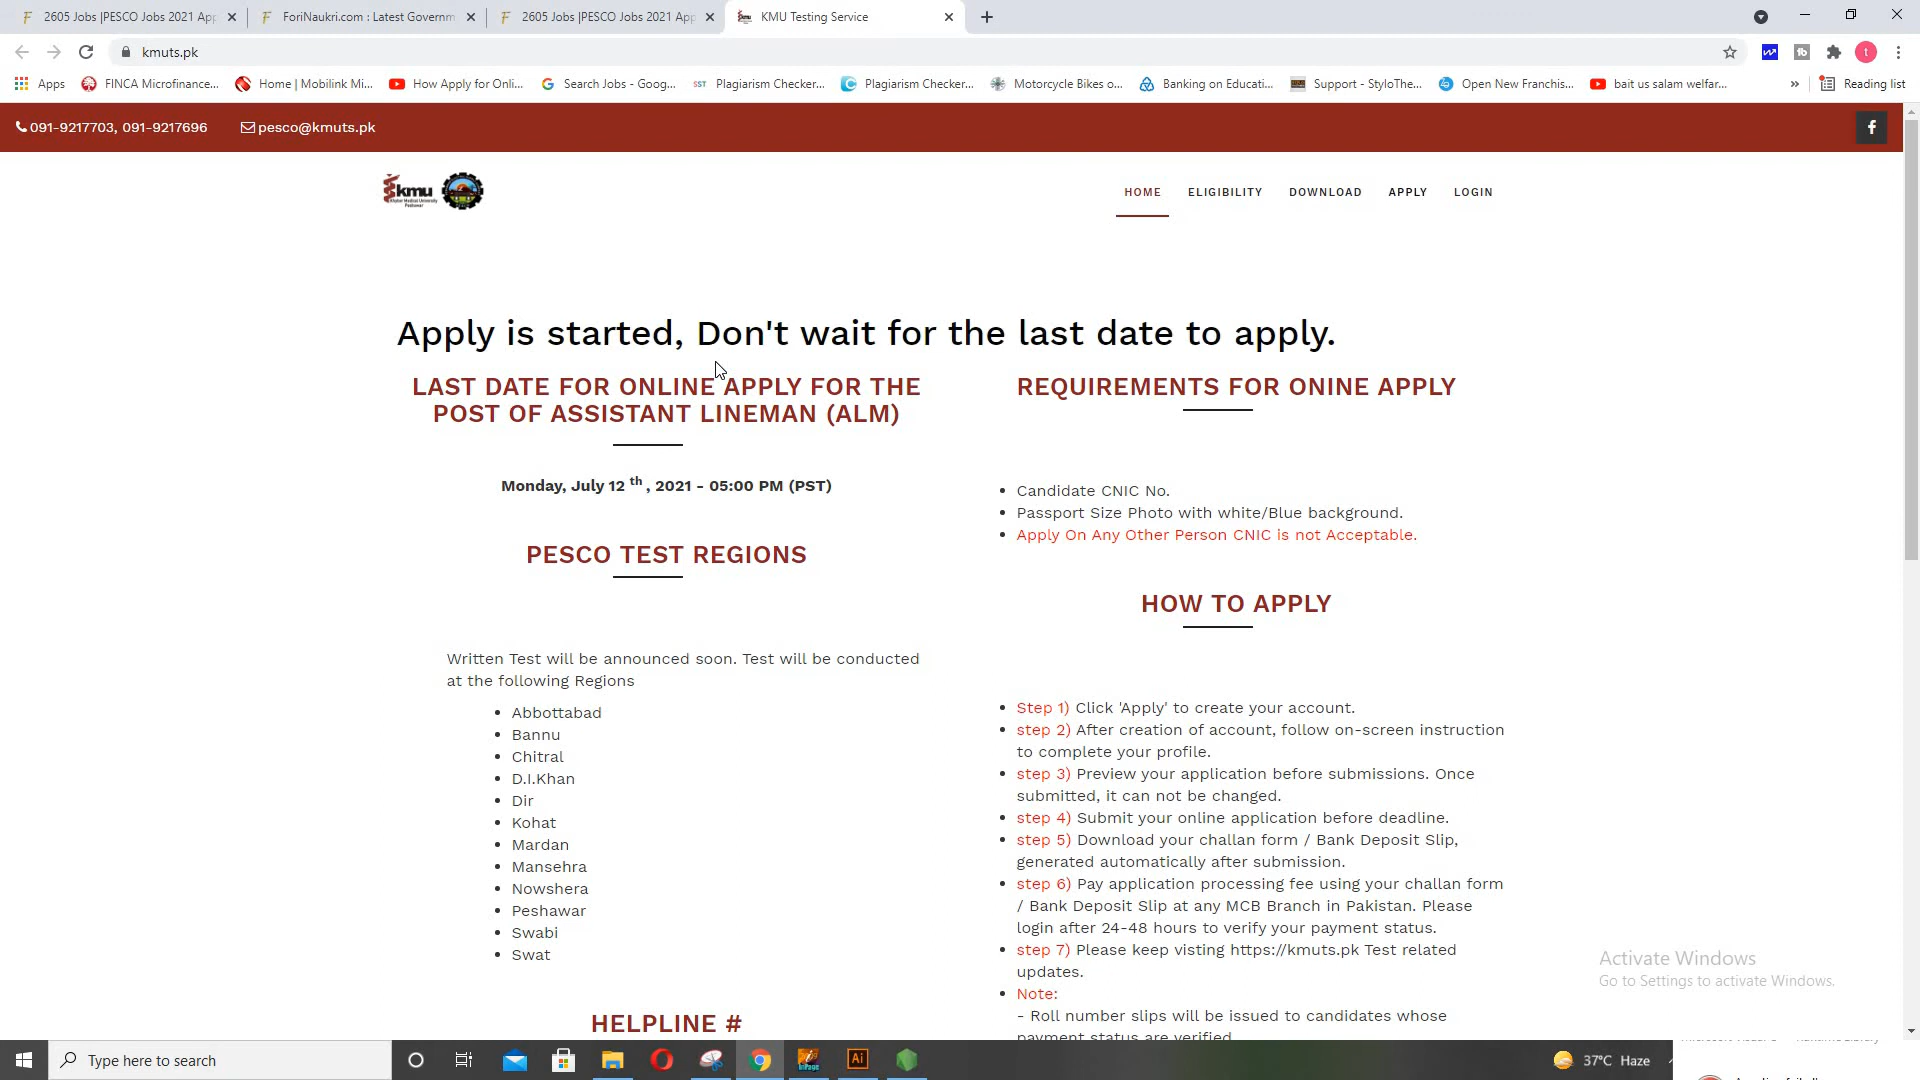 2605 Jobs |PESCO Jobs 2021 App
ForiNaukri.com : Latest Governm
2605 Jobs |PESCO Jobs 2021 App
KMU Testing Service
kmuts.pk
t
Apps
FINCA Microfinance...
Home | Mobilink Mi...
How Apply for Onli...
Search Jobs - Goog...
SST Plagiarism Checker...
Plagiarism Checker...
Motorcycle Bikes o...
Banking on Educati...
Support - StyloThe...
Open New Franchis...
bait us salam welfar...
»
Reading list
091-9217703, 091-9217696
pesco@kmuts.pk
f
kmu
Khyber Medical University
Peshawar
HOME
ELIGIBILITY
DOWNLOAD
APPLY
LOGIN
Apply is started, Don't wait for the last date to apply.
LAST DATE FOR ONLINE APPLY FOR THE
POST OF ASSISTANT LINEMAN (ALM)
Monday, July 12 th , 2021 - 05:00 PM (PST)
PESCO TEST REGIONS
Written Test will be announced soon. Test will be conducted
at the following Regions
• Abbottabad
• Bannu
• Chitral
• D.I.Khan
• Dir
• Kohat
• Mardan
• Mansehra
• Nowshera
• Peshawar
• Swabi
• Swat
HELPLINE #
REQUIREMENTS FOR ONINE APPLY
• Candidate CNIC No.
• Passport Size Photo with white/Blue background.
• Apply On Any Other Person CNIC is not Acceptable.
HOW TO APPLY
• Step 1) Click 'Apply' to create your account.
• step 2) After creation of account, follow on-screen instruction
to complete your profile.
• step 3) Preview your application before submissions. Once
submitted, it can not be changed.
• step 4) Submit your online application before deadline.
• step 5) Download your challan form / Bank Deposit Slip,
generated automatically after submission.
• step 6) Pay application processing fee using your challan form
/ Bank Deposit Slip at any MCB Branch in Pakistan. Please
login after 24-48 hours to verify your payment status.
• step 7) Please keep visting https://kmuts.pk Test related
updates.
• Note:
- Roll number slips will be issued to candidates whose
payment status are verified
Activate Windows
Go to Settings to activate Windows.
Type here to search
InPage
Ai
37°C Haze